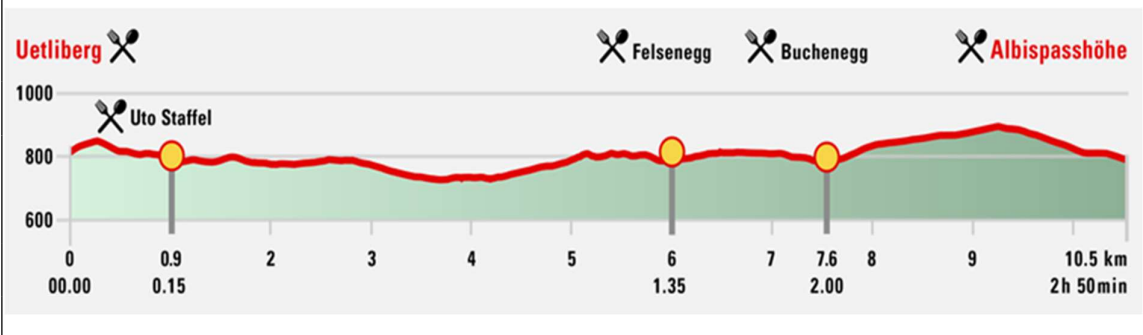 Uetliberg Felsenegg Buchenegg Albispasshöhe
1000
Uto Staffel
800
600
0 0.9 2 3 4 5 6 7 7.6 8 9 10.5 km
00.00 0.15 1.35 2.00 2h 50min